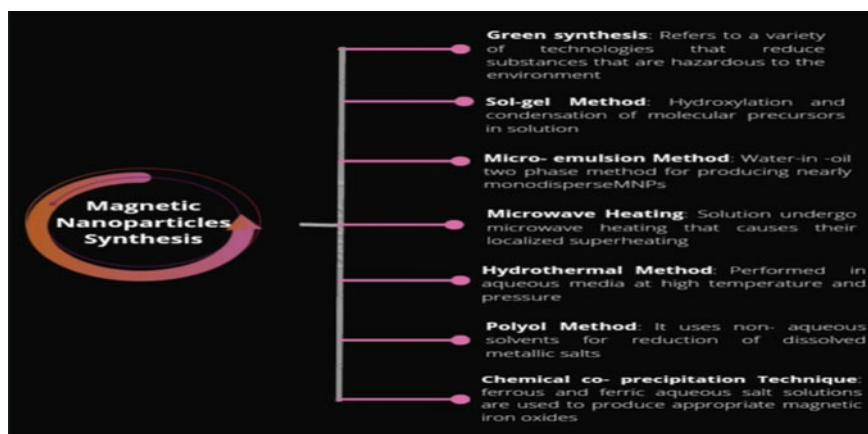 Magnetic
Nanoparticles
Synthesis
Green synthesis: Refers to a variety
of technologies that reduce
substances that are hazardous to the
environment
Sol-gel Method: Hydroxylation and
condensation of molecular precursors
in solution
Micro- emulsion Method: Water-in -oil
two phase method for producing nearly
monodisperseMNPs
Microwave Heating: Solution undergo
microwave heating that causes their
localized superheating
Hydrothermal Method: Performed in
aqueous media at high temperature and
pressure
Polyol Method: It uses non- aqueous
solvents for reduction of dissolved
metallic salts
Chemical co- precipitation Technique:
ferrous and ferric aqueous salt solutions
are used to produce appropriate magnetic
iron oxides